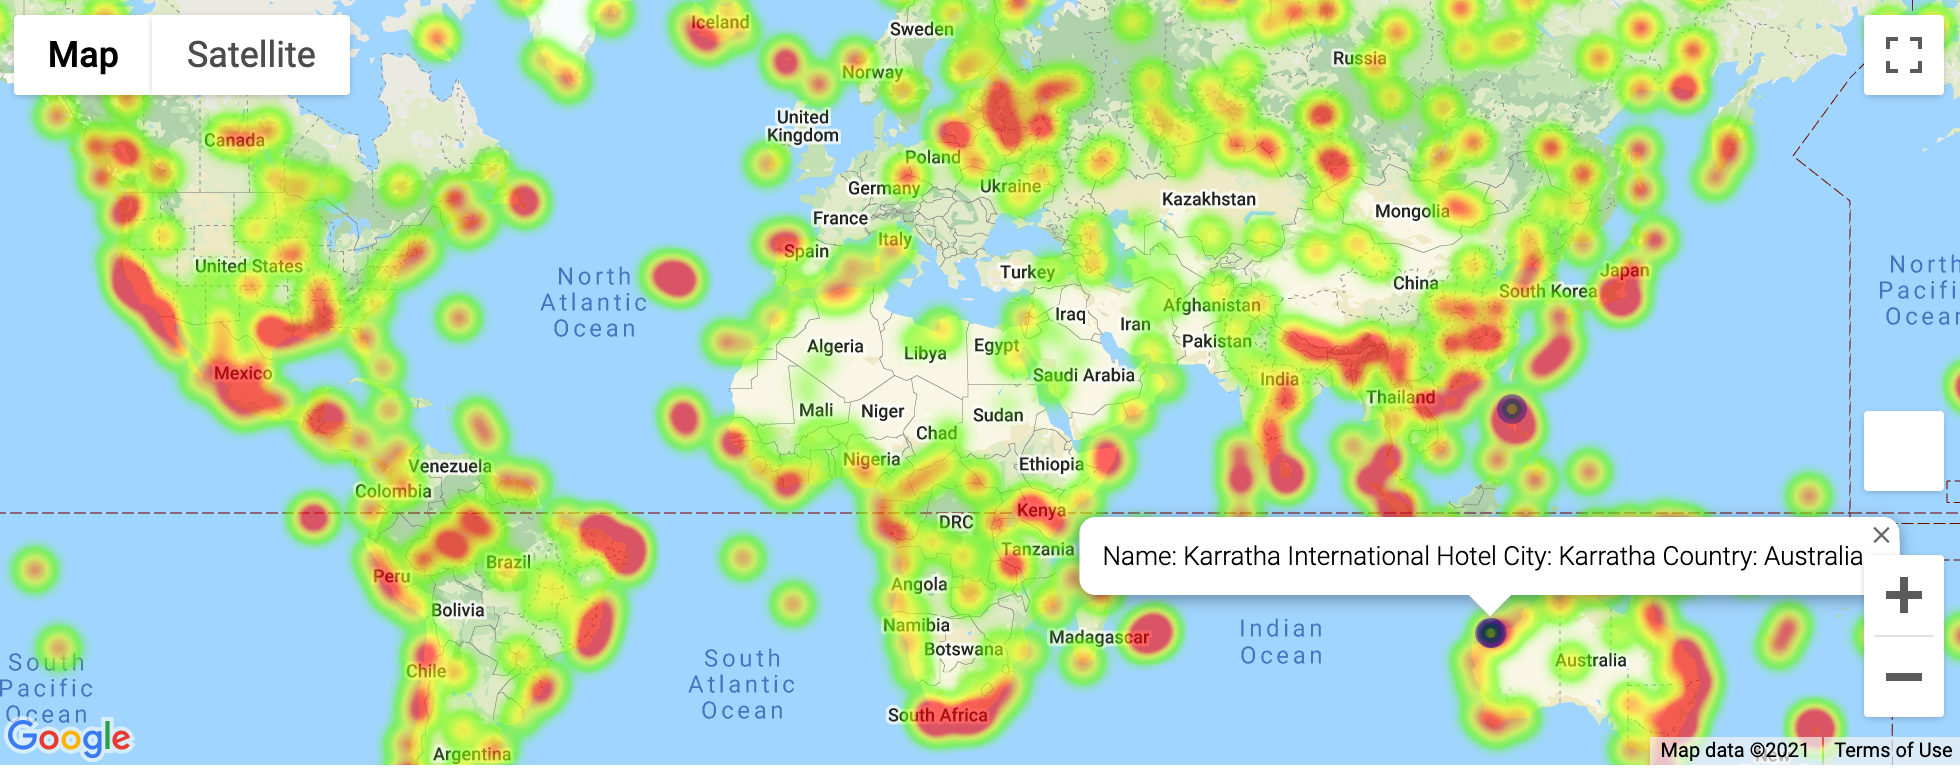 Map
Satellite
Iceland
Sweden
Norway
Russia
United
Kingdom
Canada
Poland
Germany
Ukraine
Kazakhstan
Mongolia
France
Italy
Spain
United States
Turkey
North
Atlantic
Ocean
China
Japan
South Korea
North
Pacifi
Ocean
Afghanistan
Iraq
Iran
Pakistan
Algeria
Libya
Egypt
Saudi Arabia
India
Mexico
Thailand
Mali
Niger
Sudan
Chad
Nigeria
Ethiopia
Venezuela
Colombia
Kenya
DRC
Tanzania
Name: Karratha International Hotel City: Karratha Country: Australia
Brazil
Peru
Angola
Bolivia
Namibia
Botswana
Madagascar
Indian
Ocean
Chile
Australia
South
Pacific
Ocean
South
Atlantic
Ocean
South Africa
Argentina
Google
Map data ©2021
Terms of Use